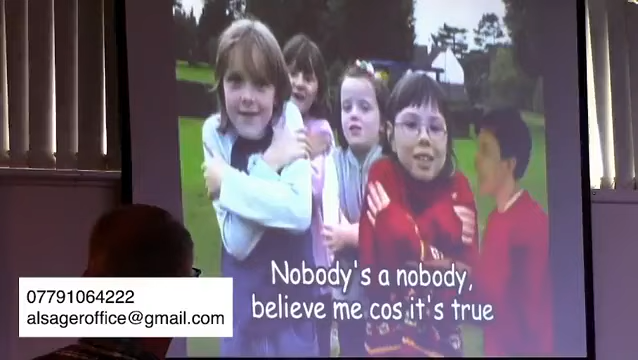 Nobody's a nobody,
believe me cos it's true
07791064222
alsageroffice@gmail.com